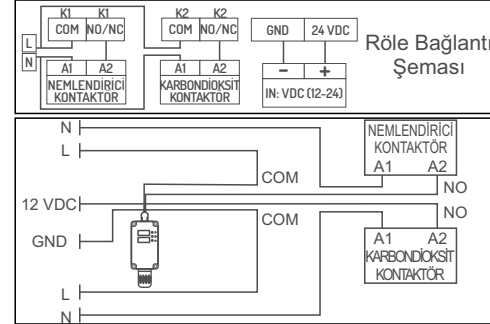 K1 K1 K2 K2
COM NO/NC COM NO/NC GND 24 VDC
Röle Bağlantı
Şeması
L
N
A1 A2 A1 A2 - +
NEMLENDİRİCİ
KONTAKTÖR
KARBONDİOKSİT
KONTAKTÖR
IN: VDC (12-24)
N
L
NEMLENDİRİCİ
KONTAKTÖR
A1 A2
COM
NO
12 VDC
COM
NO
GND
A1 A2
KARBONDİOKSİT
KONTAKTÖR
L
N